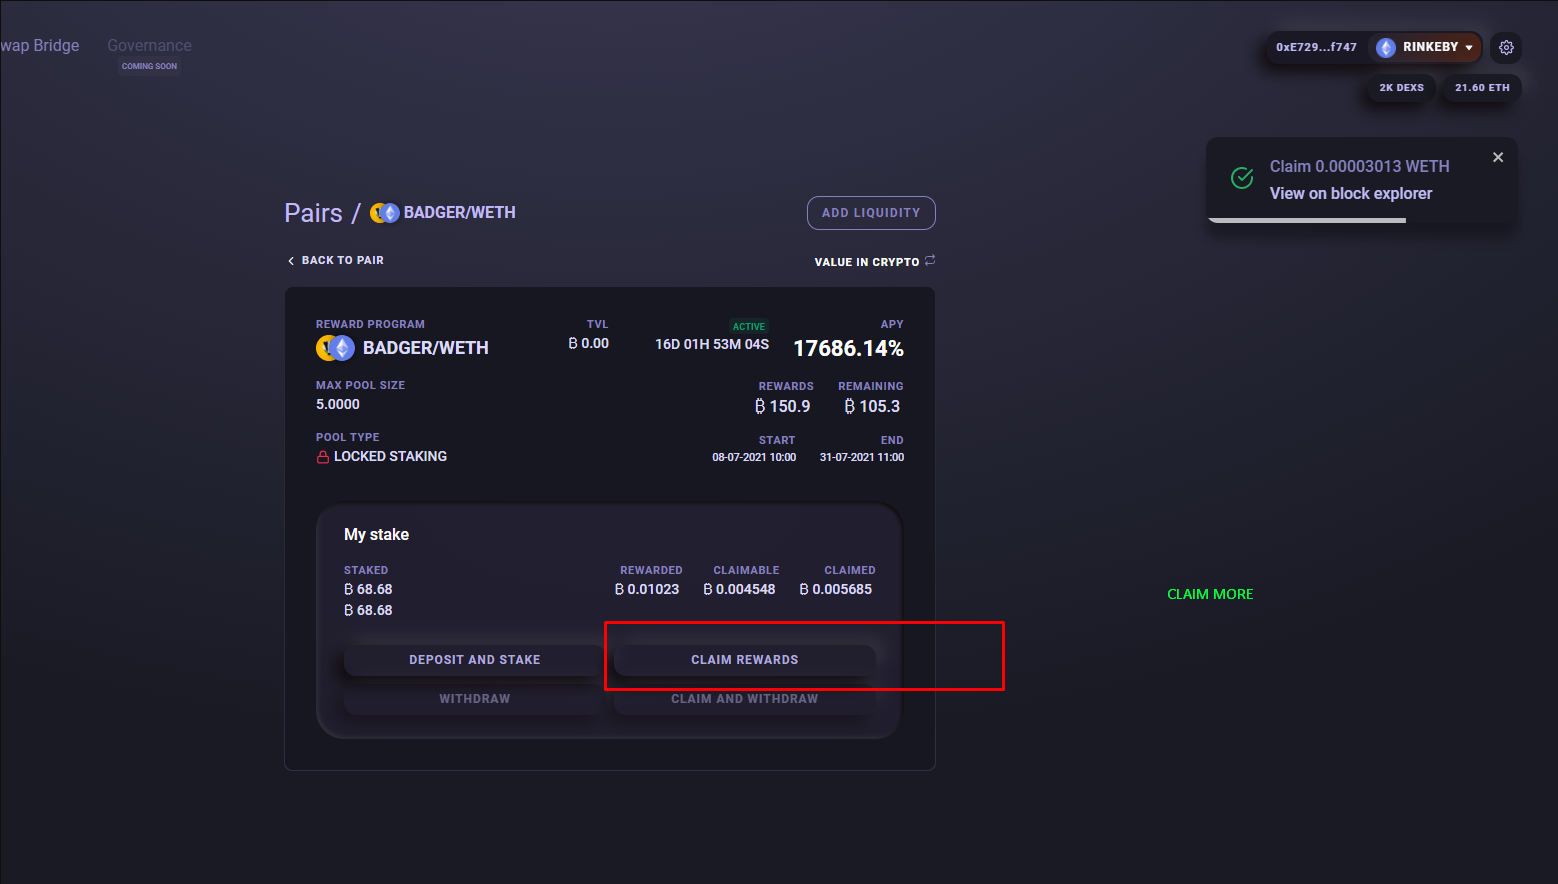 wap Bridge
Governance
COMING SOON
0xE729...f747
RINKEBY
2K DEXS
21.60 ETH
Claim 0.00003013 WETH
View on block explorer
Pairs / BADGER/WETH
ADD LIQUIDITY
BACK TO PAIR
VALUE IN CRYPTO
REWARD PROGRAM
BADGER/WETH
TVL
₿ 0.00
ACTIVE
16D 01H 53M 04S
APY
17686.14%
MAX POOL SIZE
5.0000
REWARDS
₿ 150.9
REMAINING
₿ 105.3
POOL TYPE
LOCKED STAKING
START
08-07-2021 10:00
END
31-07-2021 11:00
My stake
STAKED
₿ 68.68
₿ 68.68
REWARDED
₿ 0.01023
CLAIMABLE
₿ 0.004548
CLAIMED
₿ 0.005685
CLAIM MORE
DEPOSIT AND STAKE
CLAIM REWARDS
WITHDRAW
CLAIM AND WITHDRAW